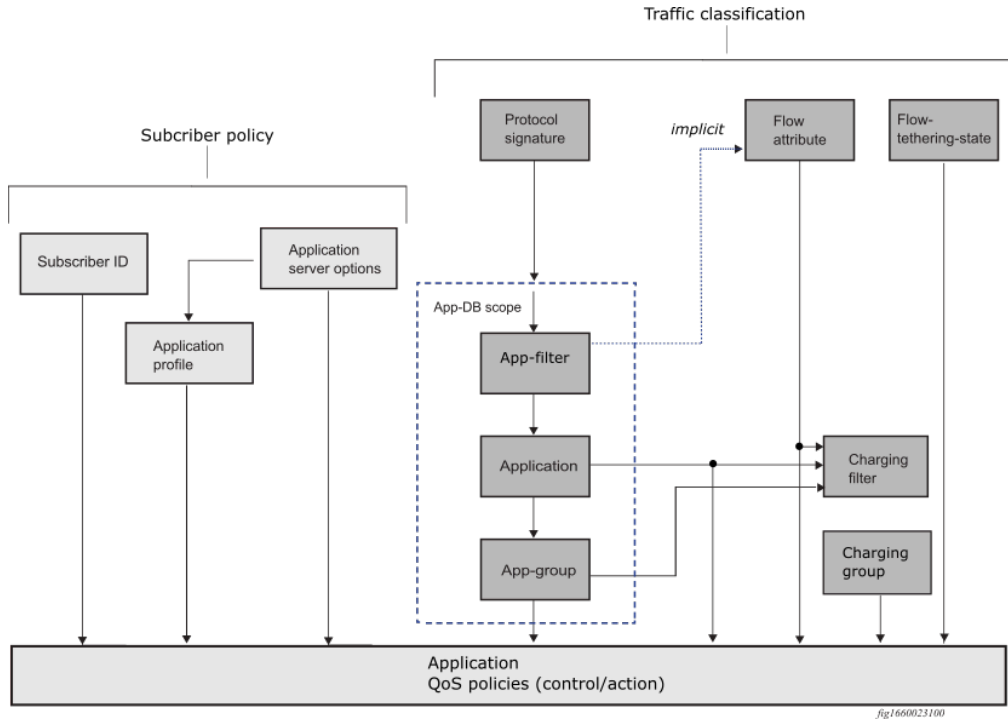 Traffic classification
Subcriber policy
Protocol
signature
implicit
Flow
attribute
Flow-
tethering-state
Subscriber ID
Application
server options
Application
profile
App-DB scope
App-filter
Application
App-group
Charging
filter
Charging
group
Application
QoS policies (control/action)
fig1660023100